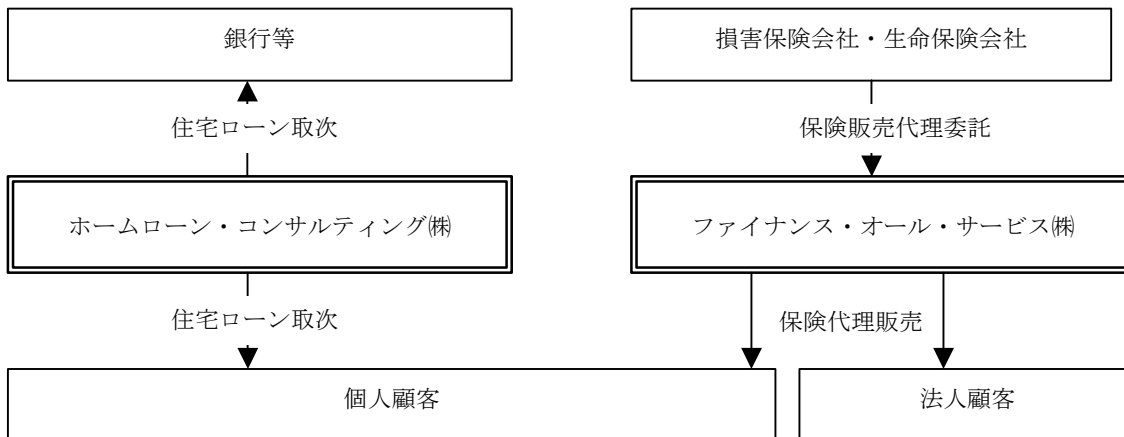 銀行等
損害保険会社・生命保険会社
住宅ローン取次
保険販売代理委託
ホームローン・コンサルティング㈱
ファイナンス・オール・サービス㈱
住宅ローン取次
保険代理販売
個人顧客
法人顧客